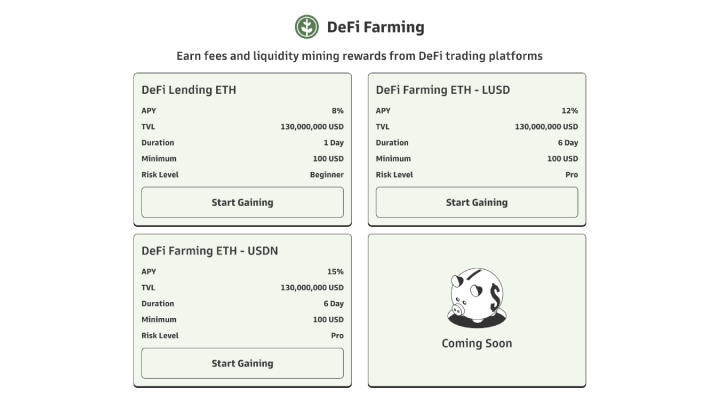 DeFi Farming
Earn fees and liquidity mining rewards from DeFi trading platforms
DeFi Lending ETH
APY 8%
TVL 130,000,000 USD
Duration 1 Day
Minimum 100 USD
Risk Level Beginner
Start Gaining
DeFi Farming ETH - LUSD
APY 12%
TVL 130,000,000 USD
Duration 6 Day
Minimum 100 USD
Risk Level Pro
Start Gaining
DeFi Farming ETH - USDN
APY 15%
TVL 130,000,000 USD
Duration 6 Day
Minimum 100 USD
Risk Level Pro
Start Gaining
$
Coming Soon